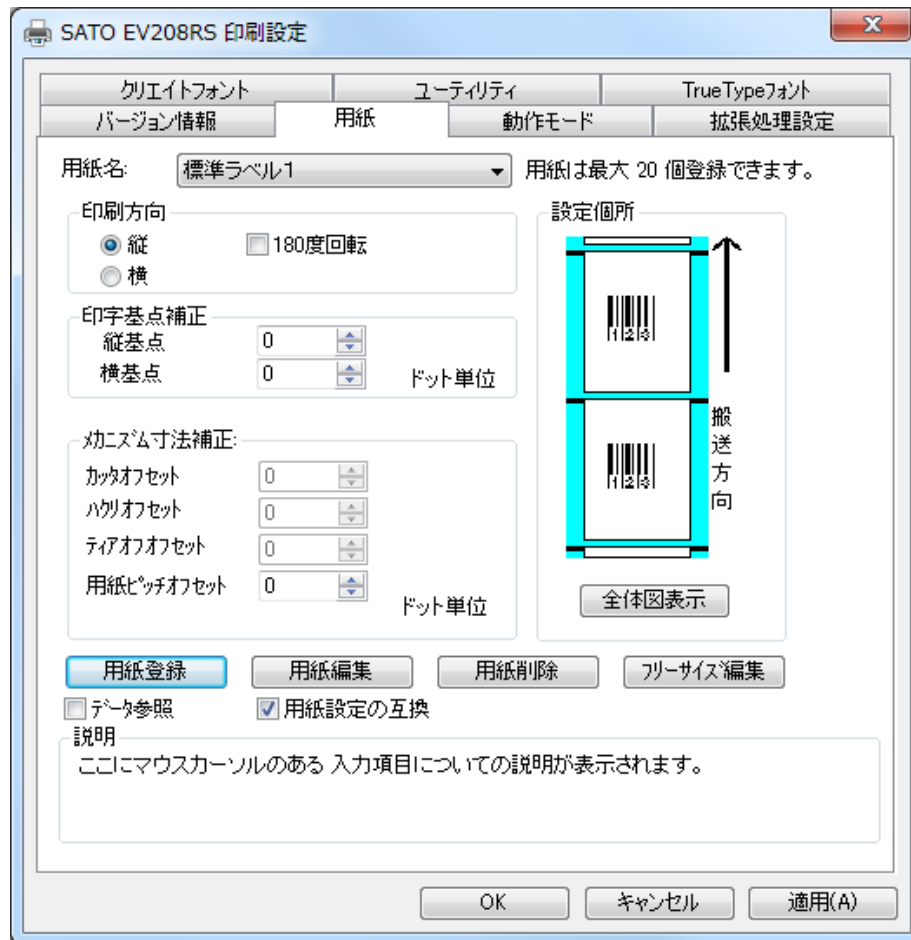 SATO EV208RS 印刷設定
クリエイトフォント ユーティリティ TrueTypeフォント
バージョン情報 用紙 動作モード 拡張処理設定
用紙名: 標準ラベル1 用紙は最大 20 個登録できます。
印刷方向
縦 180度回転
横
印字基点補正
縦基点 0
横基点 0 ドット単位
メカニズム寸法補正:
カッタオフセット 0
ハクリオフセット 0
ティアオフオフセット 0
用紙ピッチオフセット 0
ドット単位
設定個所
123
123
搬送方向
全体図表示
用紙登録 用紙編集 用紙削除 フリーサイズ編集
データ参照 用紙設定の互換
説明
ここにマウスカーソルのある 入力項目についての説明が表示されます。
OK キャンセル 適用(A)